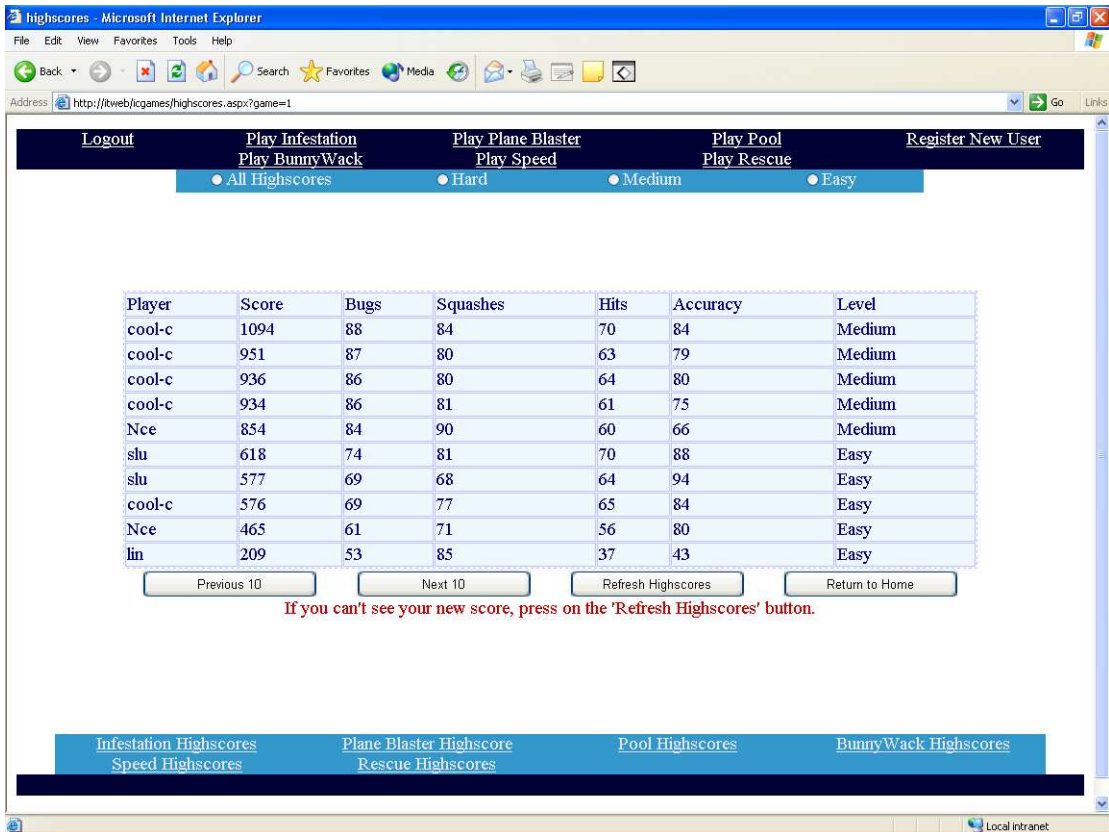 highscores - Microsoft Internet Explorer
File Edit View Favorites Tools Help
Back Search Favorites Media
Address http://itweb/icgames/highscores.aspx?game=1 Go Links
Logout Play Infestation Play Plane Blaster Play Pool Register New User
Play BunnyWack Play Speed Play Rescue
All Highscores Hard Medium Easy
Player Score Bugs Squashes Hits Accuracy Level
cool-c 1094 88 84 70 84 Medium
cool-c 951 87 80 63 79 Medium
cool-c 936 86 80 64 80 Medium
cool-c 934 86 81 61 75 Medium
Nce 854 84 90 60 66 Medium
slu 618 74 81 70 88 Easy
slu 577 69 68 64 94 Easy
cool-c 576 69 77 65 84 Easy
Nce 465 61 71 56 80 Easy
lin 209 53 85 37 43 Easy
Previous 10 Next 10 Refresh Highscores Return to Home
If you can't see your new score, press on the 'Refresh Highscores' button.
Infestation Highscores Plane Blaster Highscore Pool Highscores BunnyWack Highscores
Speed Highscores Rescue Highscores
Local intranet